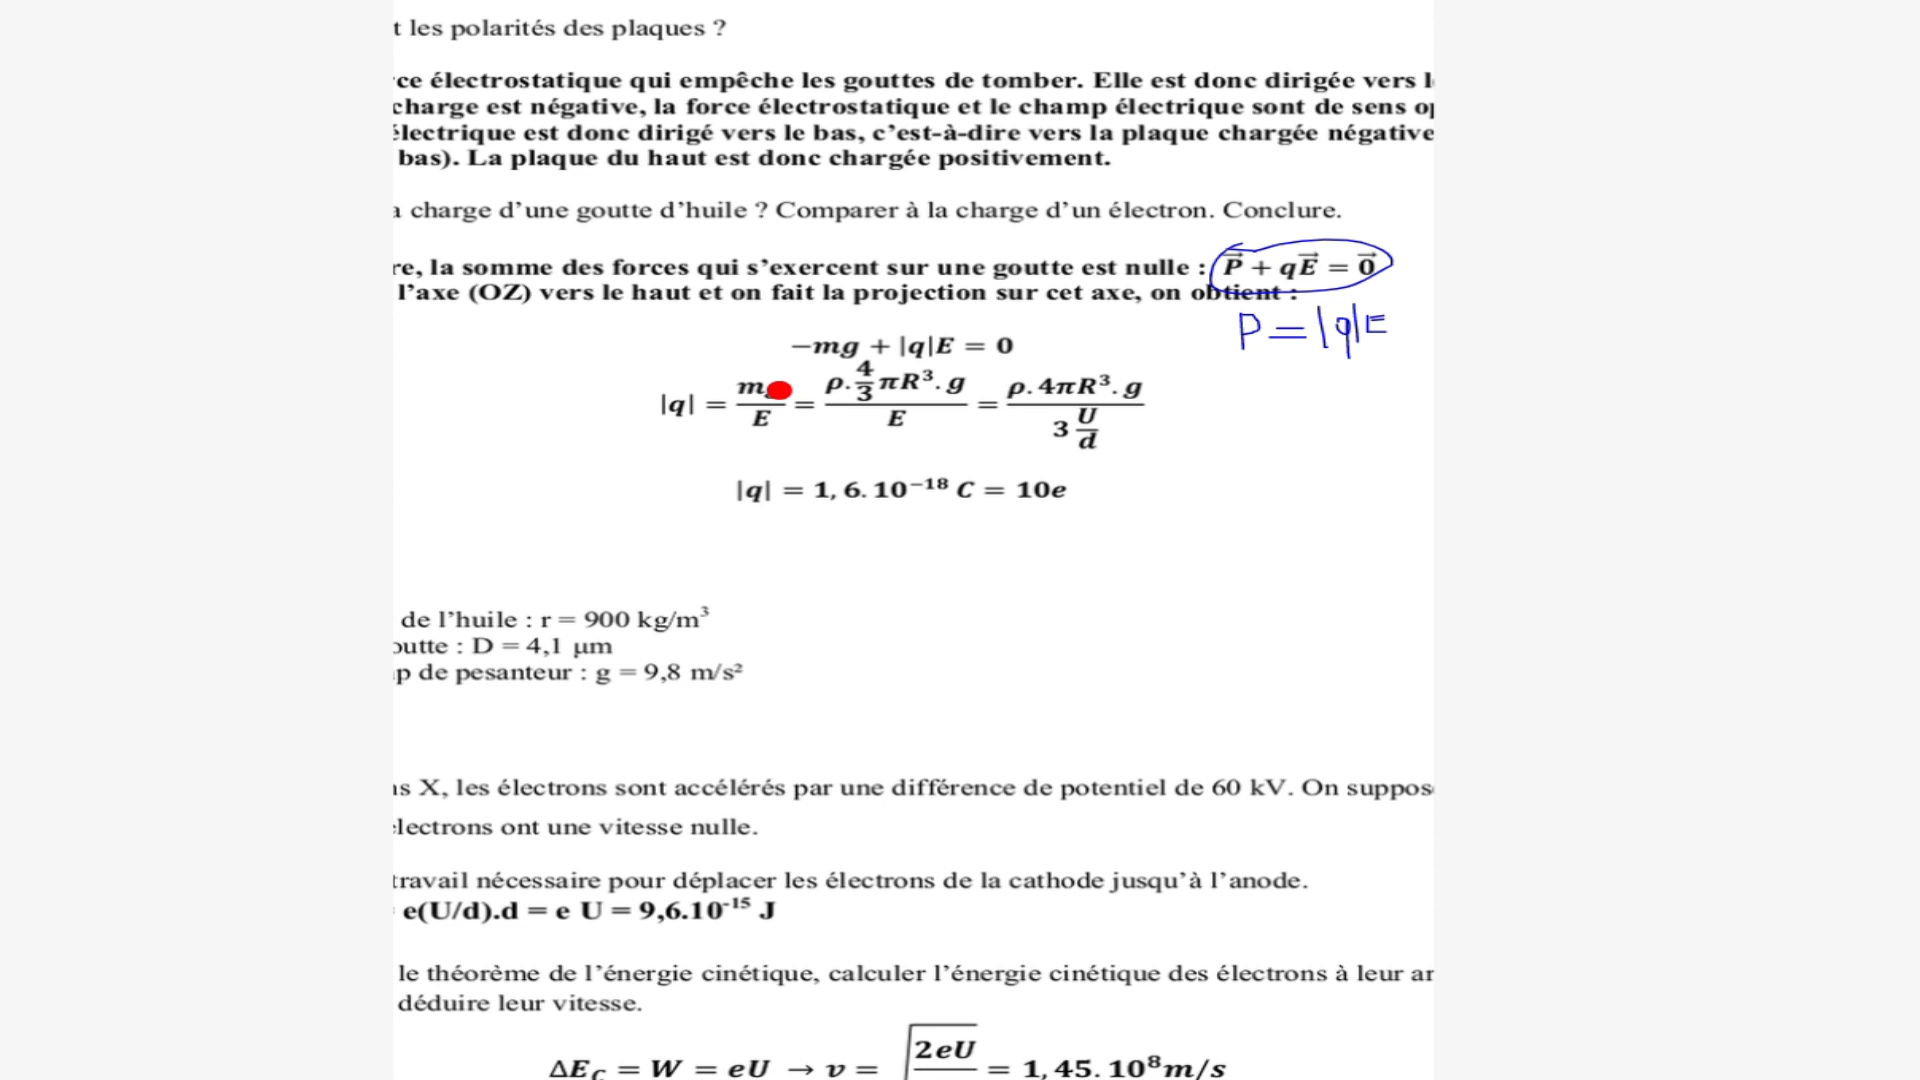 t les polarités des plaques ?
ce électrostatique qui empêche les gouttes de tomber. Elle est donc dirigée vers
charge est négative, la force électrostatique et le champ électrique sont de sens
électrique est donc dirigé vers le bas, c'est-à-dire vers la plaque chargée négative
bas). La plaque du haut est donc chargée positivement.
a charge d'une goutte d'huile ? Comparer à la charge d'un électron. Conclure.
re, la somme des forces qui s'exercent sur une goutte est nulle : P⃗ + qE⃗ = 0⃗
l'axe (OZ) vers le haut et on fait la projection sur cet axe, on obtient :
P = |q|E
−mg + |q|E = 0
|q| = m/E = ρ.4/3 πR³.g / E = ρ.4πR³.g / 3 U/d
|q| = 1,6.10⁻¹⁸ C = 10e
de l'huile : r = 900 kg/m³
outte : D = 4,1 µm
p de pesanteur : g = 9,8 m/s²
ns X, les électrons sont accélérés par une différence de potentiel de 60 kV. On suppos
électrons ont une vitesse nulle.
travail nécessaire pour déplacer les électrons de la cathode jusqu'à l'anode.
e(U/d).d = e U = 9,6.10⁻¹⁵ J
le théorème de l'énergie cinétique, calculer l'énergie cinétique des électrons à leur ar
déduire leur vitesse.
ΔE_C = W = eU → v = √2eU = 1,45.10⁸m/s